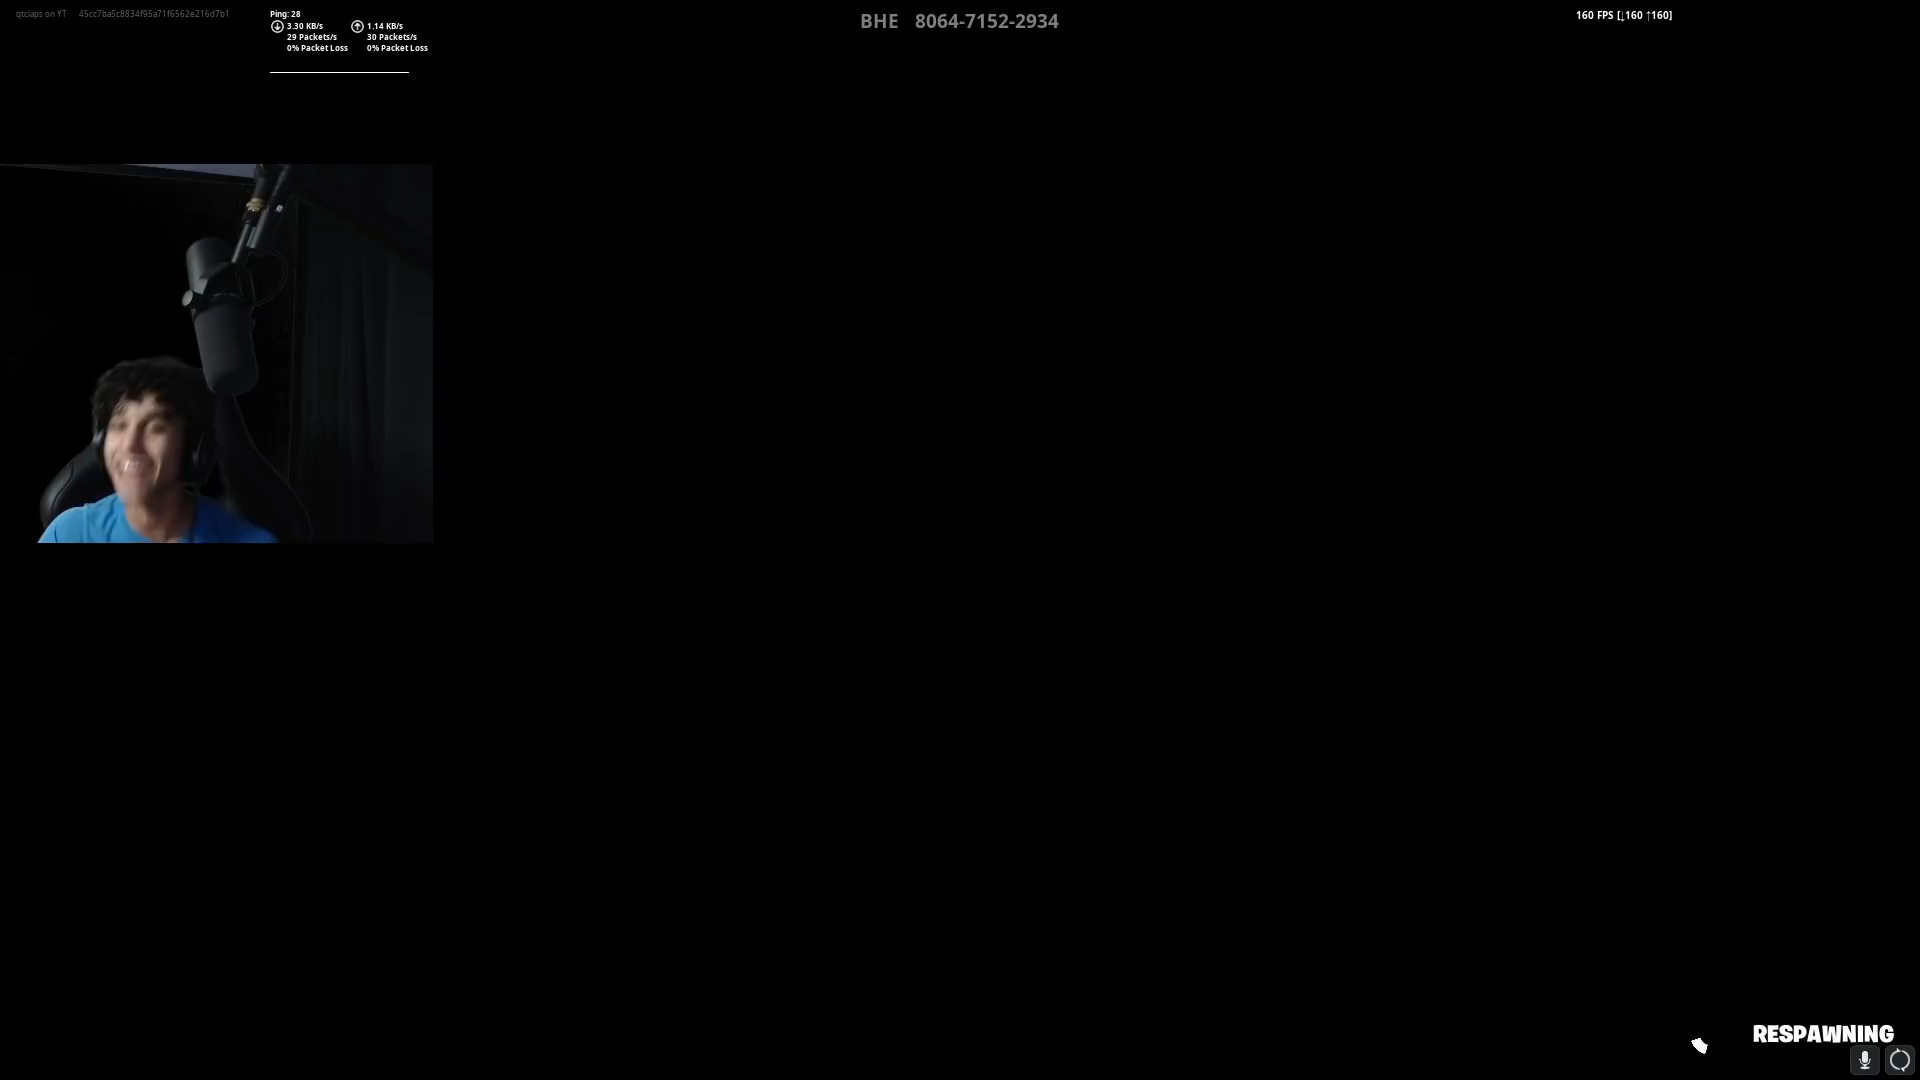 qtclaps on YT 45cc7ba5c8834f95a71f6562e216d7b1
Ping: 28
3.30 KB/s 1.14 KB/s
29 Packets/s 30 Packets/s
0% Packet Loss 0% Packet Loss
BHE 8064-7152-2934
160 FPS [↓160 ↑160]
RESPAWNING